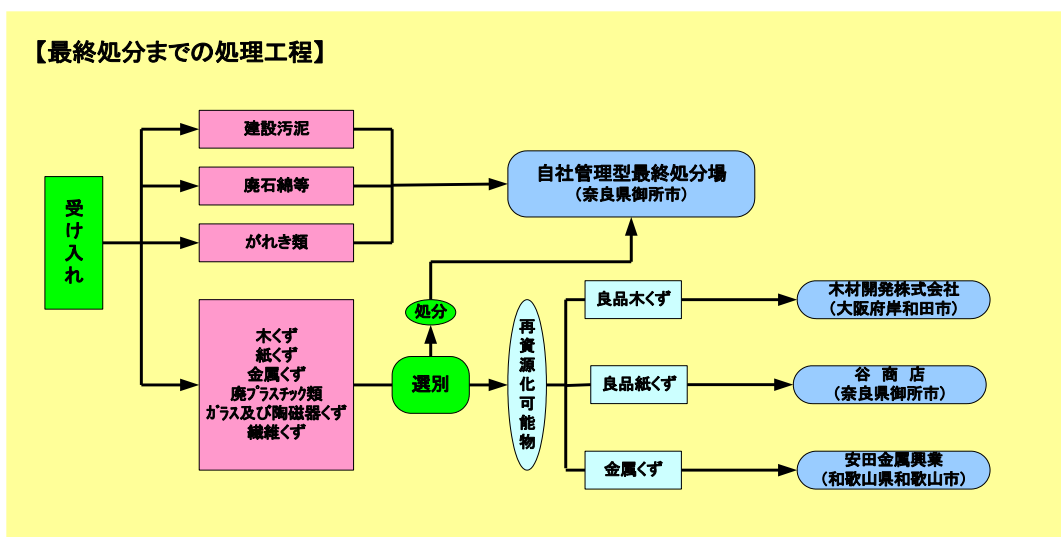 【最終処分までの処理工程】
受け入れ
建設汚泥
廃石綿等
がれき類
木くず
紙くず
金属くず
廃ﾌﾟﾗｽﾁｯｸ類
ｶﾞﾗｽ及び陶磁器くず
繊維くず
選別
処分
自社管理型最終処分場
（奈良県御所市）
再資源化可能物
良品木くず
木材開発株式会社
（大阪府岸和田市）
良品紙くず
谷 商 店
（奈良県御所市）
金属くず
安田金属興業
（和歌山県和歌山市）